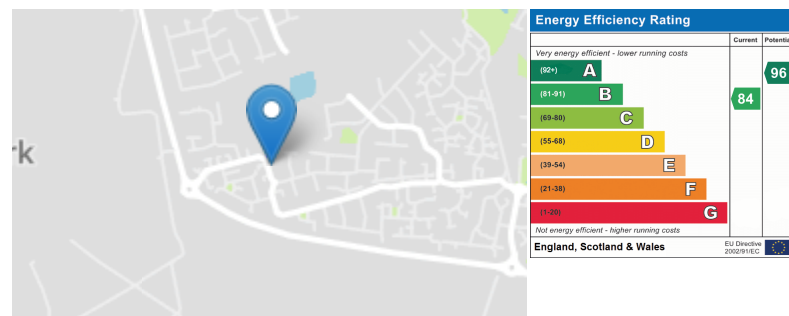 rk
Energy Efficiency Rating
Current
Very energy efficient - lower running costs
(92+) A 96
(81-91) B 84
(69-80) C
(55-68) D
(39-54) E
(21-38) F
(1-20) G
Not energy efficient - higher running costs
England, Scotland & Wales
EU Directive
2002/91/EC